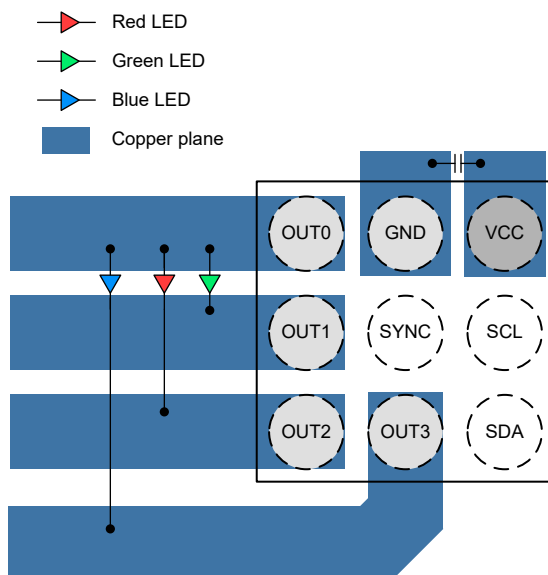 Red LED
Green LED
Blue LED
Copper plane
OUT0 GND VCC
OUT1 SYNC SCL
OUT2 OUT3 SDA